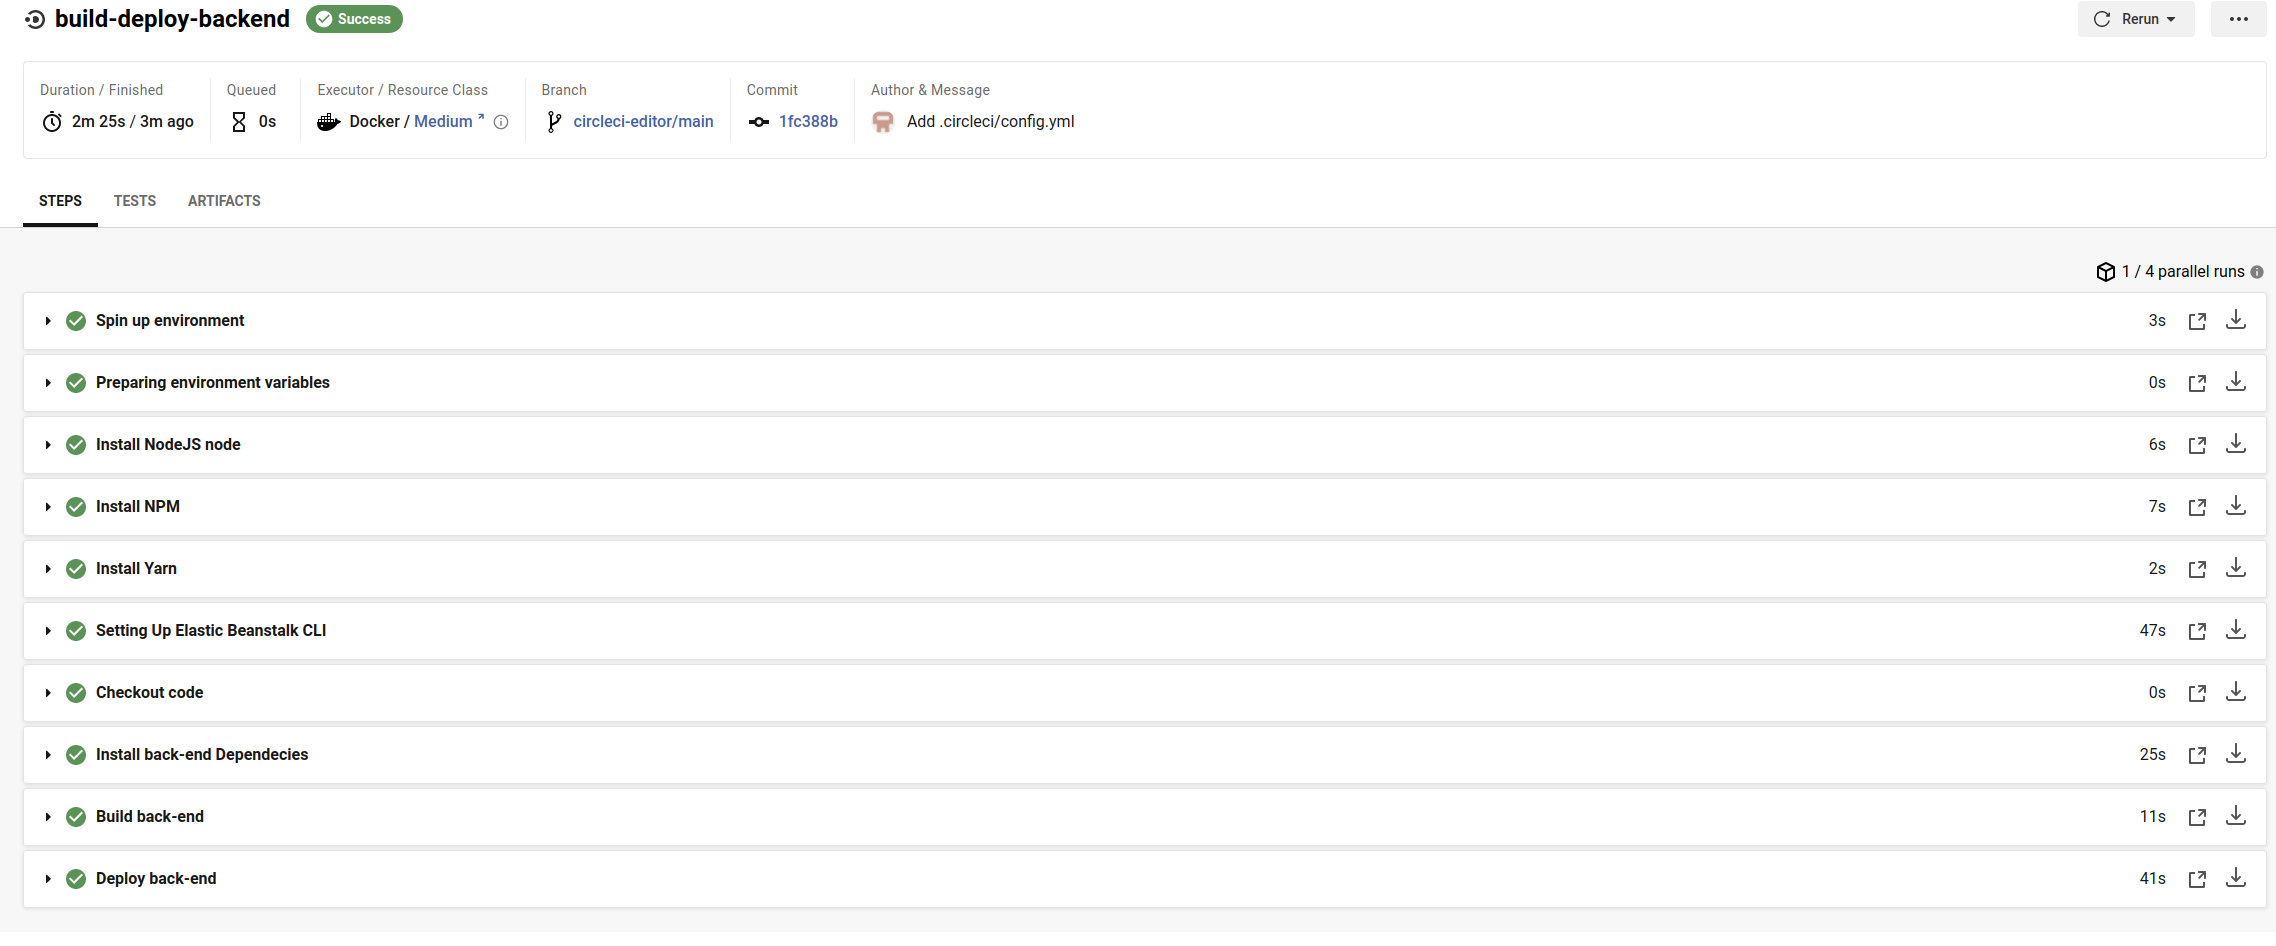 build-deploy-backend Success Rerun
Duration / Finished Queued Executor / Resource Class Branch Commit Author & Message
2m 25s / 3m ago 0s Docker / Medium circleci-editor/main 1fc388b Add .circleci/config.yml
STEPS TESTS ARTIFACTS
1 / 4 parallel runs
Spin up environment 3s
Preparing environment variables 0s
Install NodeJS node 6s
Install NPM 7s
Install Yarn 2s
Setting Up Elastic Beanstalk CLI 47s
Checkout code 0s
Install back-end Dependecies 25s
Build back-end 11s
Deploy back-end 41s